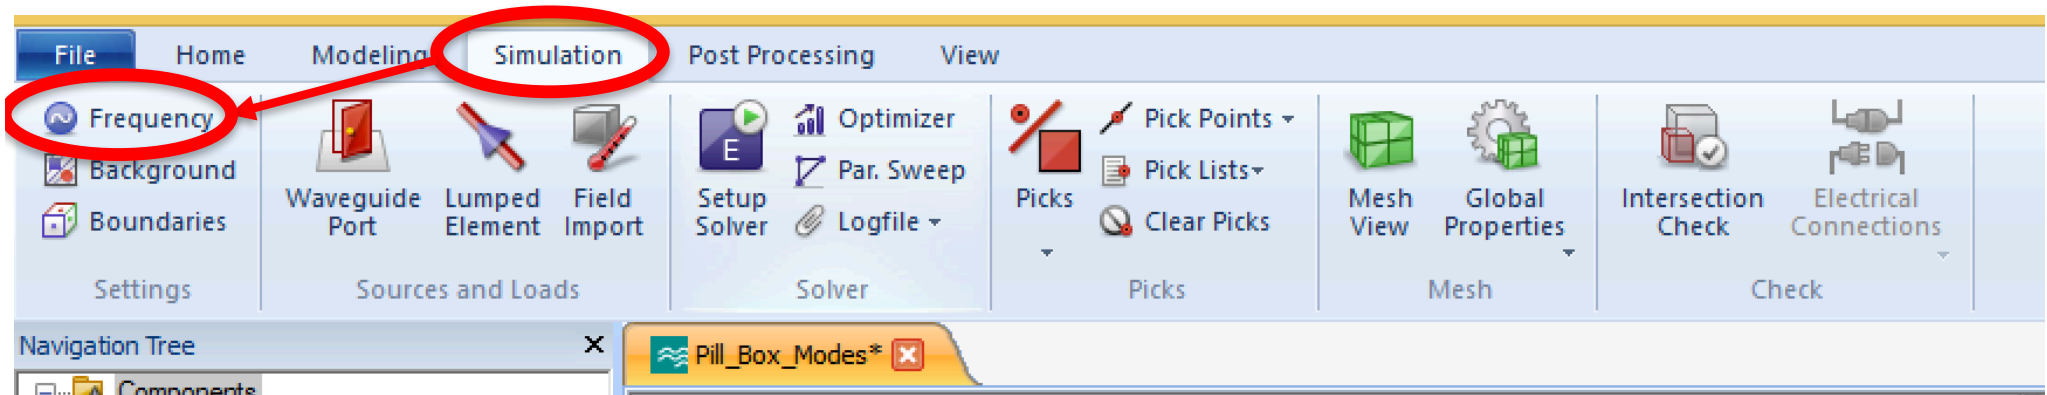 File Home Modeling Simulation Post Processing View
Frequency
Background
Boundaries
Settings
Waveguide
Port
Lumped
Element
Field
Import
Sources and Loads
E
Setup
Solver
Optimizer
Par. Sweep
Logfile
Solver
Picks
Pick Points
Pick Lists
Clear Picks
Picks
Mesh
View
Global
Properties
Mesh
Intersection
Check
Electrical
Connections
Check
Navigation Tree
Pill_Box_Modes*
Components